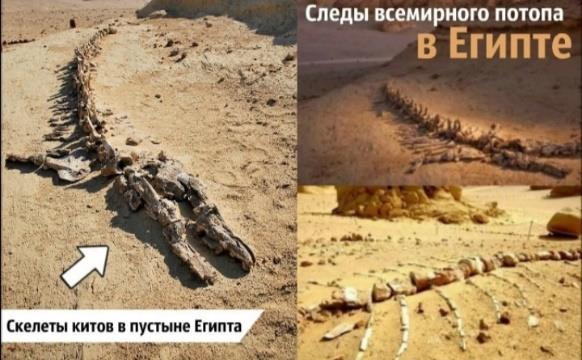 Следы всемирного потопа
в Египте
Скелеты китов в пустыне Египта